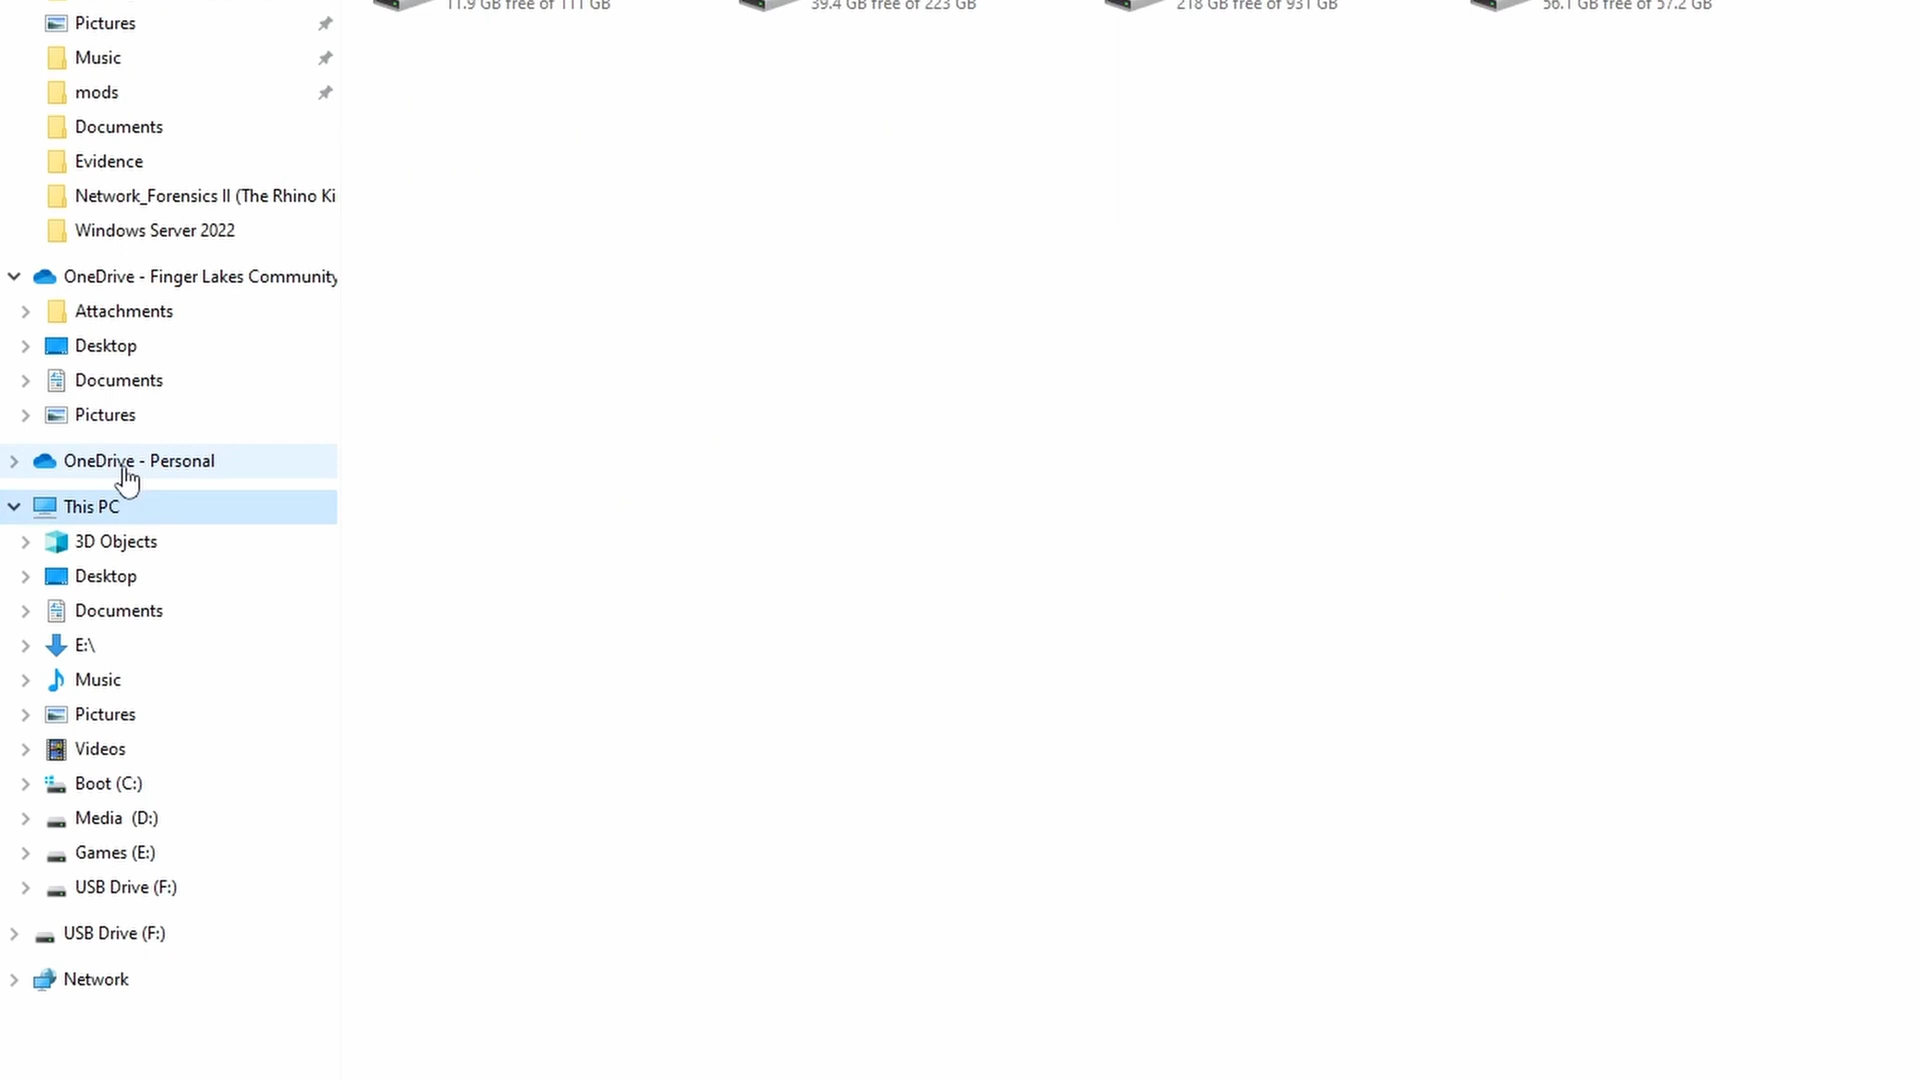 11.9 GB free of 111 GB
39.4 GB free of 223 GB
218 GB free of 931 GB
56.1 GB free of 57.2 GB
Pictures
Music
mods
Documents
Evidence
Network_Forensics II (The Rhino Ki
Windows Server 2022
OneDrive - Finger Lakes Community
Attachments
Desktop
Documents
Pictures
OneDrive - Personal
This PC
3D Objects
Desktop
Documents
E:\
Music
Pictures
Videos
Boot (C:)
Media (D:)
Games (E:)
USB Drive (F:)
USB Drive (F:)
Network